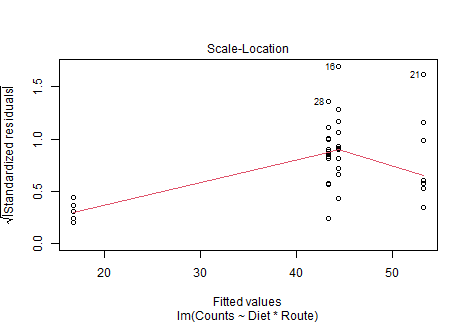 Scale-Location
√|Standardized residuals|
0.0
0.5
1.0
1.5
16
21
28
20
30
40
50
Fitted values
lm(Counts ~ Diet * Route)